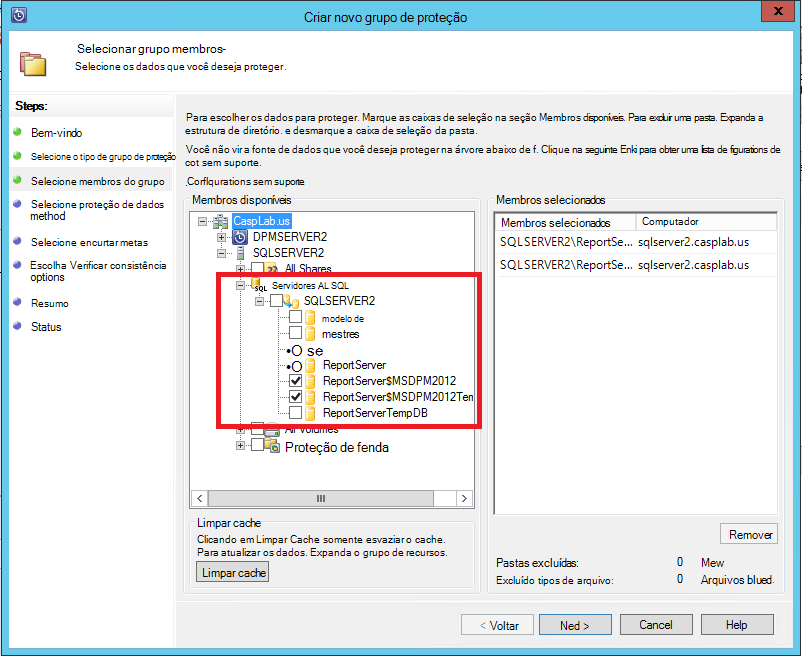 Criar novo grupo de proteção
x
Selecionar grupo membros-
Selecione os dados que você deseja proteger.
Steps:
Bem-vindo
Selecione o tipo de grupo de proteção
Selecione membros do grupo
Selecione proteção de dados
method
Selecione encurtar metas
Escolha Verificar consistência
options
Resumo
Status
Para escolher os dados para proteger. Marque as caixas de seleção na seção Membros disponíveis. Para excluir uma pasta. Expanda a
estrutura de diretório. e desmarque a caixa de seleção da pasta.
Você não vir a fonte de dados que você deseja proteger na árvore abaixo de f. Clique na seguinte Enki para obter uma lista de figurations de
cot sem suporte.
Corflqurations sem suporte
Membros disponíveis
CaspLab.us
DPMSERVER2
SQLSERVER2
All Shares
Servidores AL SQL
SQLSERVER2
modelo de
mestres
•O se
•O ReportServer
ReportServer$MSDPM2012
ReportServer$MSDPM2012Tem
ReportServerTempDB
All Volumes
Proteção de fenda
Limpar cache
Clicando em Limpar Cache somente esvaziar o cache.
Para atualizar os dados. Expanda o grupo de recursos.
Limpar cache
Membros selecionados
Membros selecionados Computador
SQLSERVER2\ReportSe... sqlserver2.casplab.us
SQLSERVER2\ReportSe... sqlserver2.casplab.us
Remover
Pastas excluídas: 0 Mew
Excluído tipos de arquivo: 0 Arquivos blued.
< Voltar
Ned >
Cancel
Help